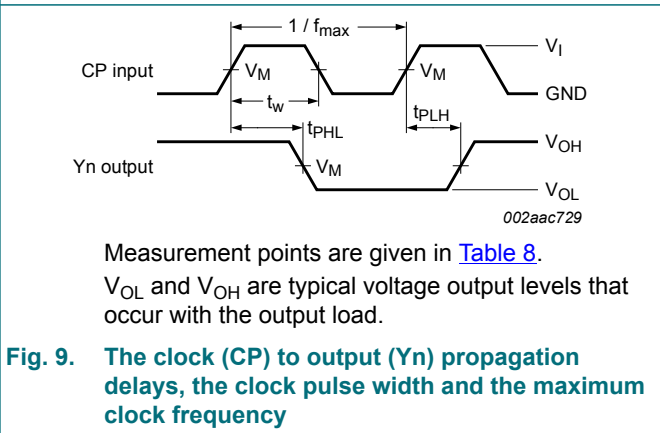 1 / fmax
VI
CP input
VM
VM
GND
tw
tPLH
tPHL
VOH
Yn output
VM
VOL
002aac729
Measurement points are given in Table 8.
VOL and VOH are typical voltage output levels that
occur with the output load.
Fig. 9. The clock (CP) to output (Yn) propagation
delays, the clock pulse width and the maximum
clock frequency